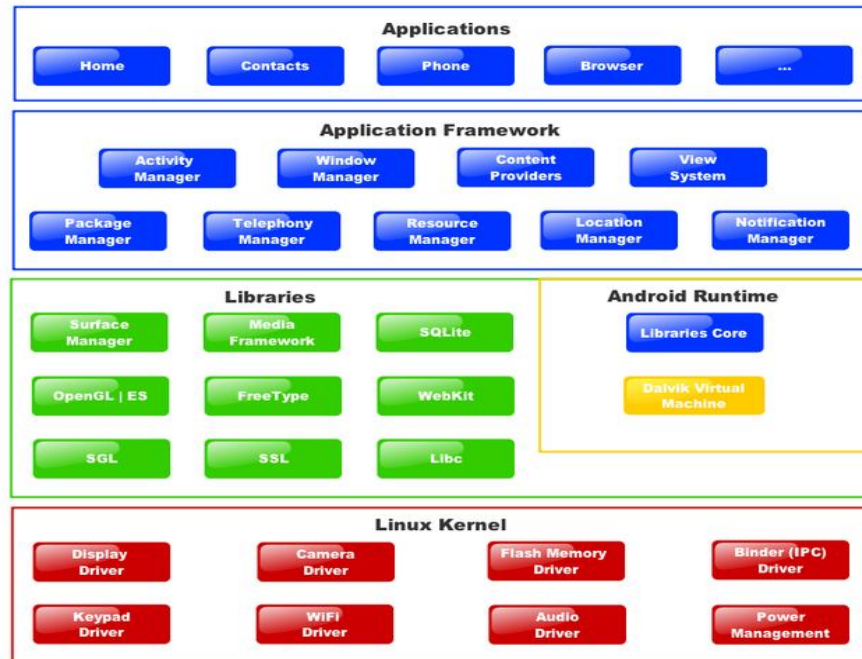 Applications
Home
Contacts
Phone
Browser
...
Application Framework
Activity
Manager
Window
Manager
Content
Providers
View
System
Package
Manager
Telephony
Manager
Resource
Manager
Location
Manager
Notification
Manager
Libraries
Surface
Manager
Media
Framework
SQLite
OpenGL | ES
FreeType
WebKit
SGL
SSL
Libc
Android Runtime
Libraries Core
Dalvik Virtual
Machine
Linux Kernel
Display
Driver
Camera
Driver
Flash Memory
Driver
Binder (IPC)
Driver
Keypad
Driver
WiFi
Driver
Audio
Driver
Power
Management